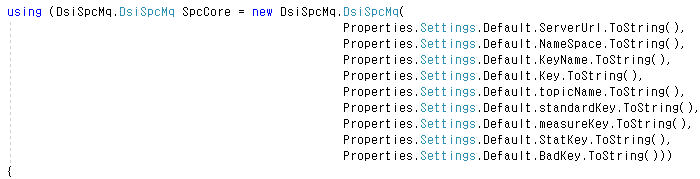 using (DsiSpcMq.DsiSpcMq SpcCore = new DsiSpcMq.DsiSpcMq(
Properties.Settings.Default.ServerUrl.ToString(),
Properties.Settings.Default.NameSpace.ToString(),
Properties.Settings.Default.KeyName.ToString(),
Properties.Settings.Default.Key.ToString(),
Properties.Settings.Default.topicName.ToString(),
Properties.Settings.Default.standardKey.ToString(),
Properties.Settings.Default.measureKey.ToString(),
Properties.Settings.Default.StatKey.ToString(),
Properties.Settings.Default.BadKey.ToString()))
{